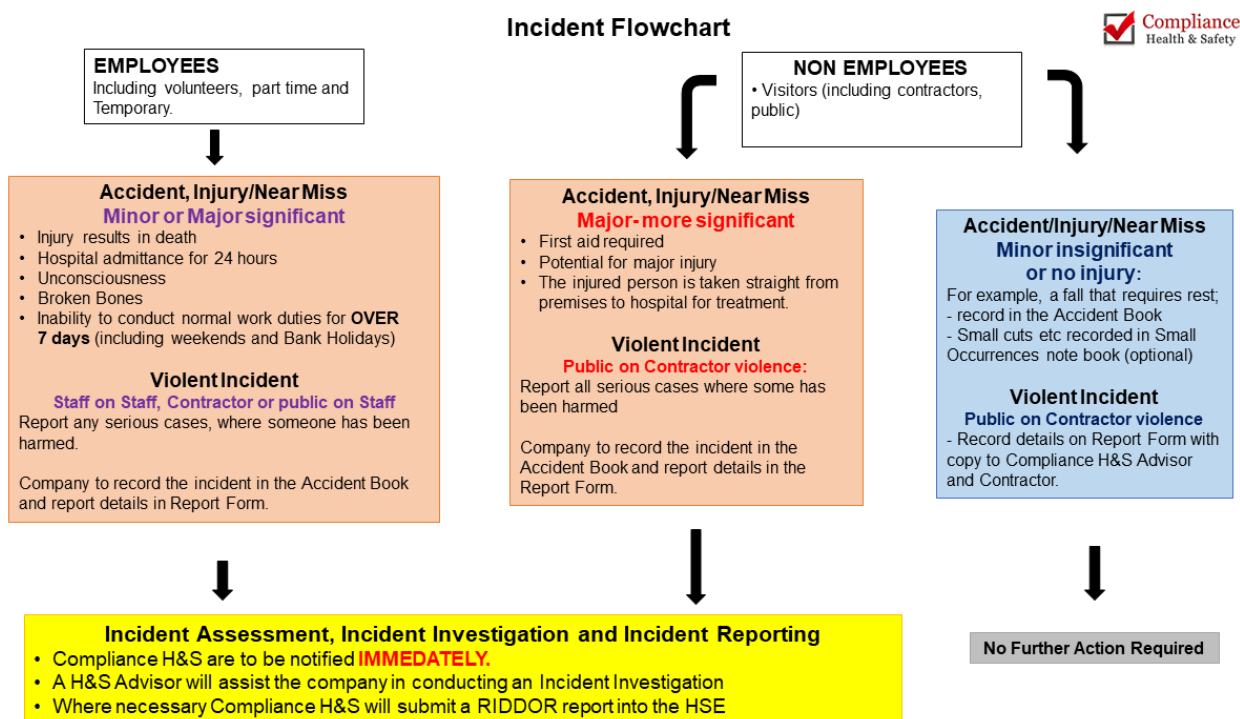 Incident Flowchart
Compliance
Health & Safety
EMPLOYEES
Including volunteers, part time and
Temporary.
NON EMPLOYEES
• Visitors (including contractors,
public)
Accident, Injury/Near Miss
Minor or Major significant
• Injury results in death
• Hospital admittance for 24 hours
• Unconsciousness
• Broken Bones
• Inability to conduct normal work duties for OVER
7 days (including weekends and Bank Holidays)
Violent Incident
Staff on Staff, Contractor or public on Staff
Report any serious cases, where someone has been
harmed.
Company to record the incident in the Accident Book
and report details in Report Form.
Accident, Injury/Near Miss
Major- more significant
• First aid required
• Potential for major injury
• The injured person is taken straight from
premises to hospital for treatment.
Violent Incident
Public on Contractor violence:
Report all serious cases where some has
been harmed
Company to record the incident in the
Accident Book and report details in the
Report Form.
Accident/Injury/Near Miss
Minor insignificant
or no injury:
For example, a fall that requires rest;
- record in the Accident Book
- Small cuts etc recorded in Small
Occurrences note book (optional)
Violent Incident
Public on Contractor violence
- Record details on Report Form with
copy to Compliance H&S Advisor
and Contractor.
Incident Assessment, Incident Investigation and Incident Reporting
• Compliance H&S are to be notified IMMEDATELY.
• A H&S Advisor will assist the company in conducting an Incident Investigation
• Where necessary Compliance H&S will submit a RIDDOR report into the HSE
No Further Action Required